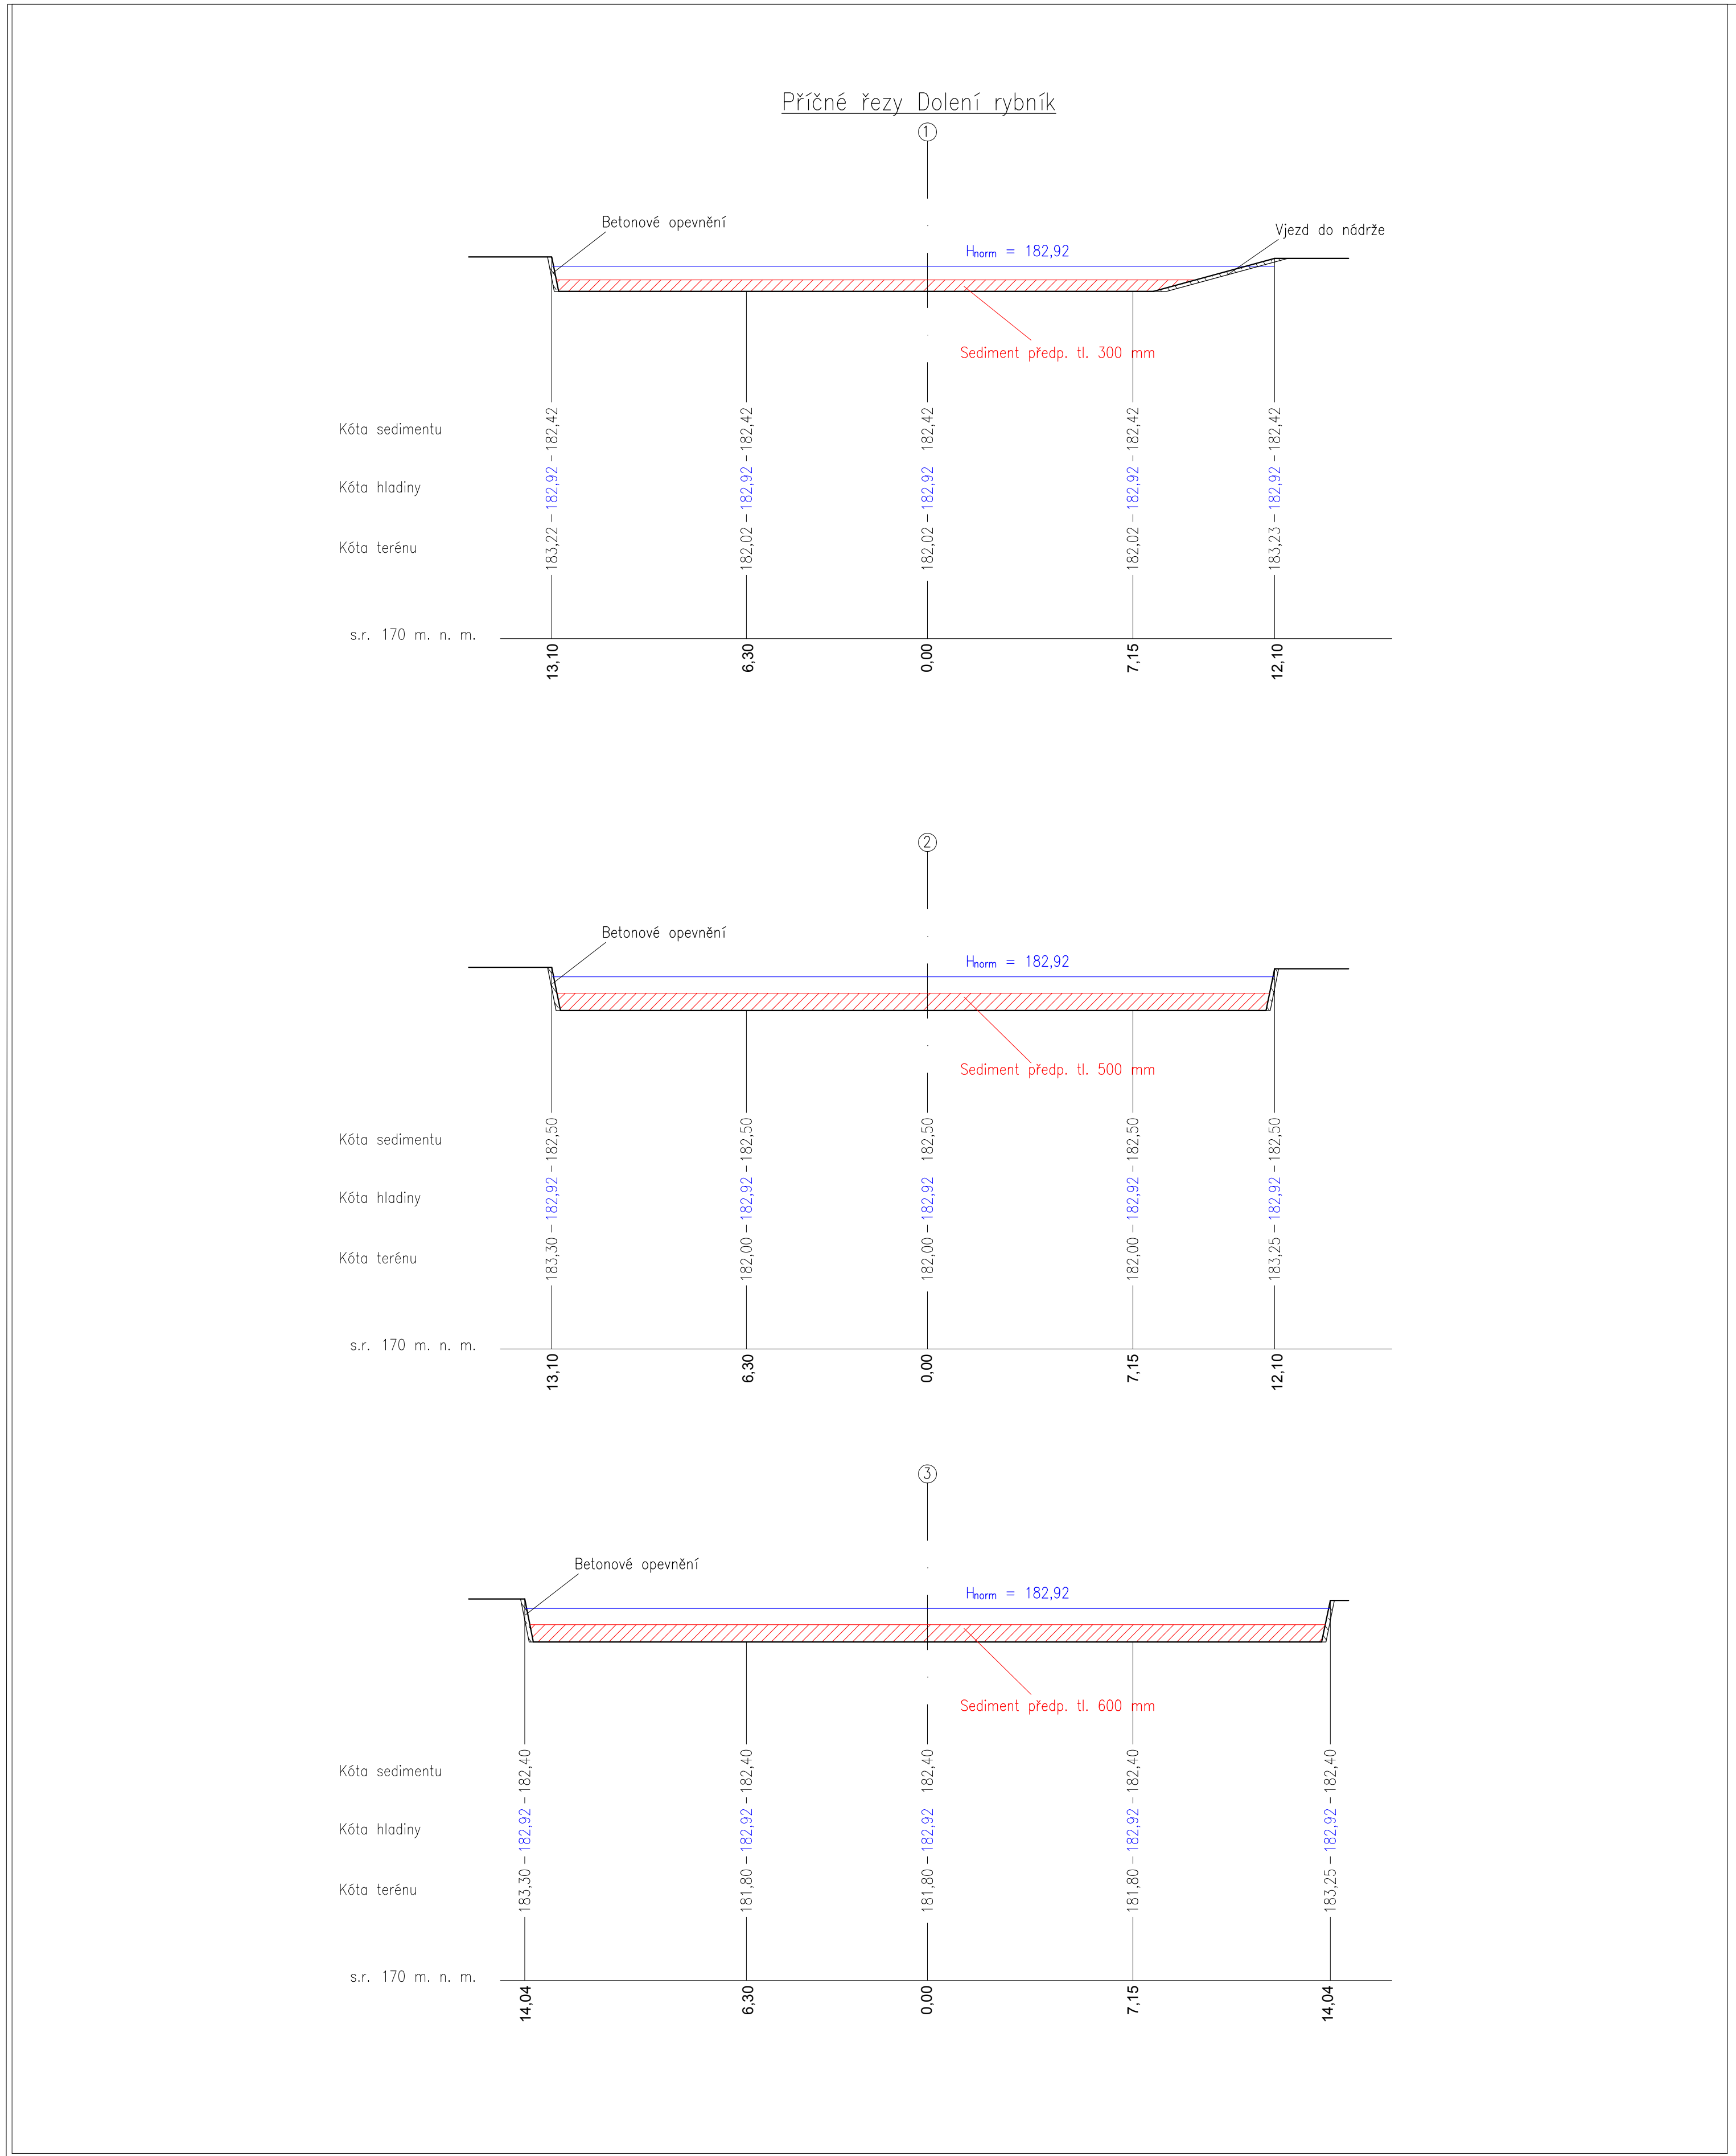 Příčné řezy Dolení rybník
1
Betonové opevnění
Vjezd do nádrže
Hnorm = 182,92
Sediment předp. tl. 300 mm
Kóta sedimentu 182,42 182,42 182,42 182,42 182,42
Kóta hladiny 182,92 182,92 182,92 182,92 182,92
Kóta terénu 183,22 182,02 182,02 182,02 183,23
s.r. 170 m. n. m.
13,10 6,30 0,00 7,15 12,10
2
Betonové opevnění
Hnorm = 182,92
Sediment předp. tl. 500 mm
Kóta sedimentu 182,50 182,50 182,50 182,50 182,50
Kóta hladiny 182,92 182,92 182,92 182,92 182,92
Kóta terénu 183,30 182,00 182,00 182,00 183,25
s.r. 170 m. n. m.
13,10 6,30 0,00 7,15 12,10
3
Betonové opevnění
Hnorm = 182,92
Sediment předp. tl. 600 mm
Kóta sedimentu 182,40 182,40 182,40 182,40 182,40
Kóta hladiny 182,92 182,92 182,92 182,92 182,92
Kóta terénu 183,30 181,80 181,80 181,80 183,25
s.r. 170 m. n. m.
14,04 6,30 0,00 7,15 14,04